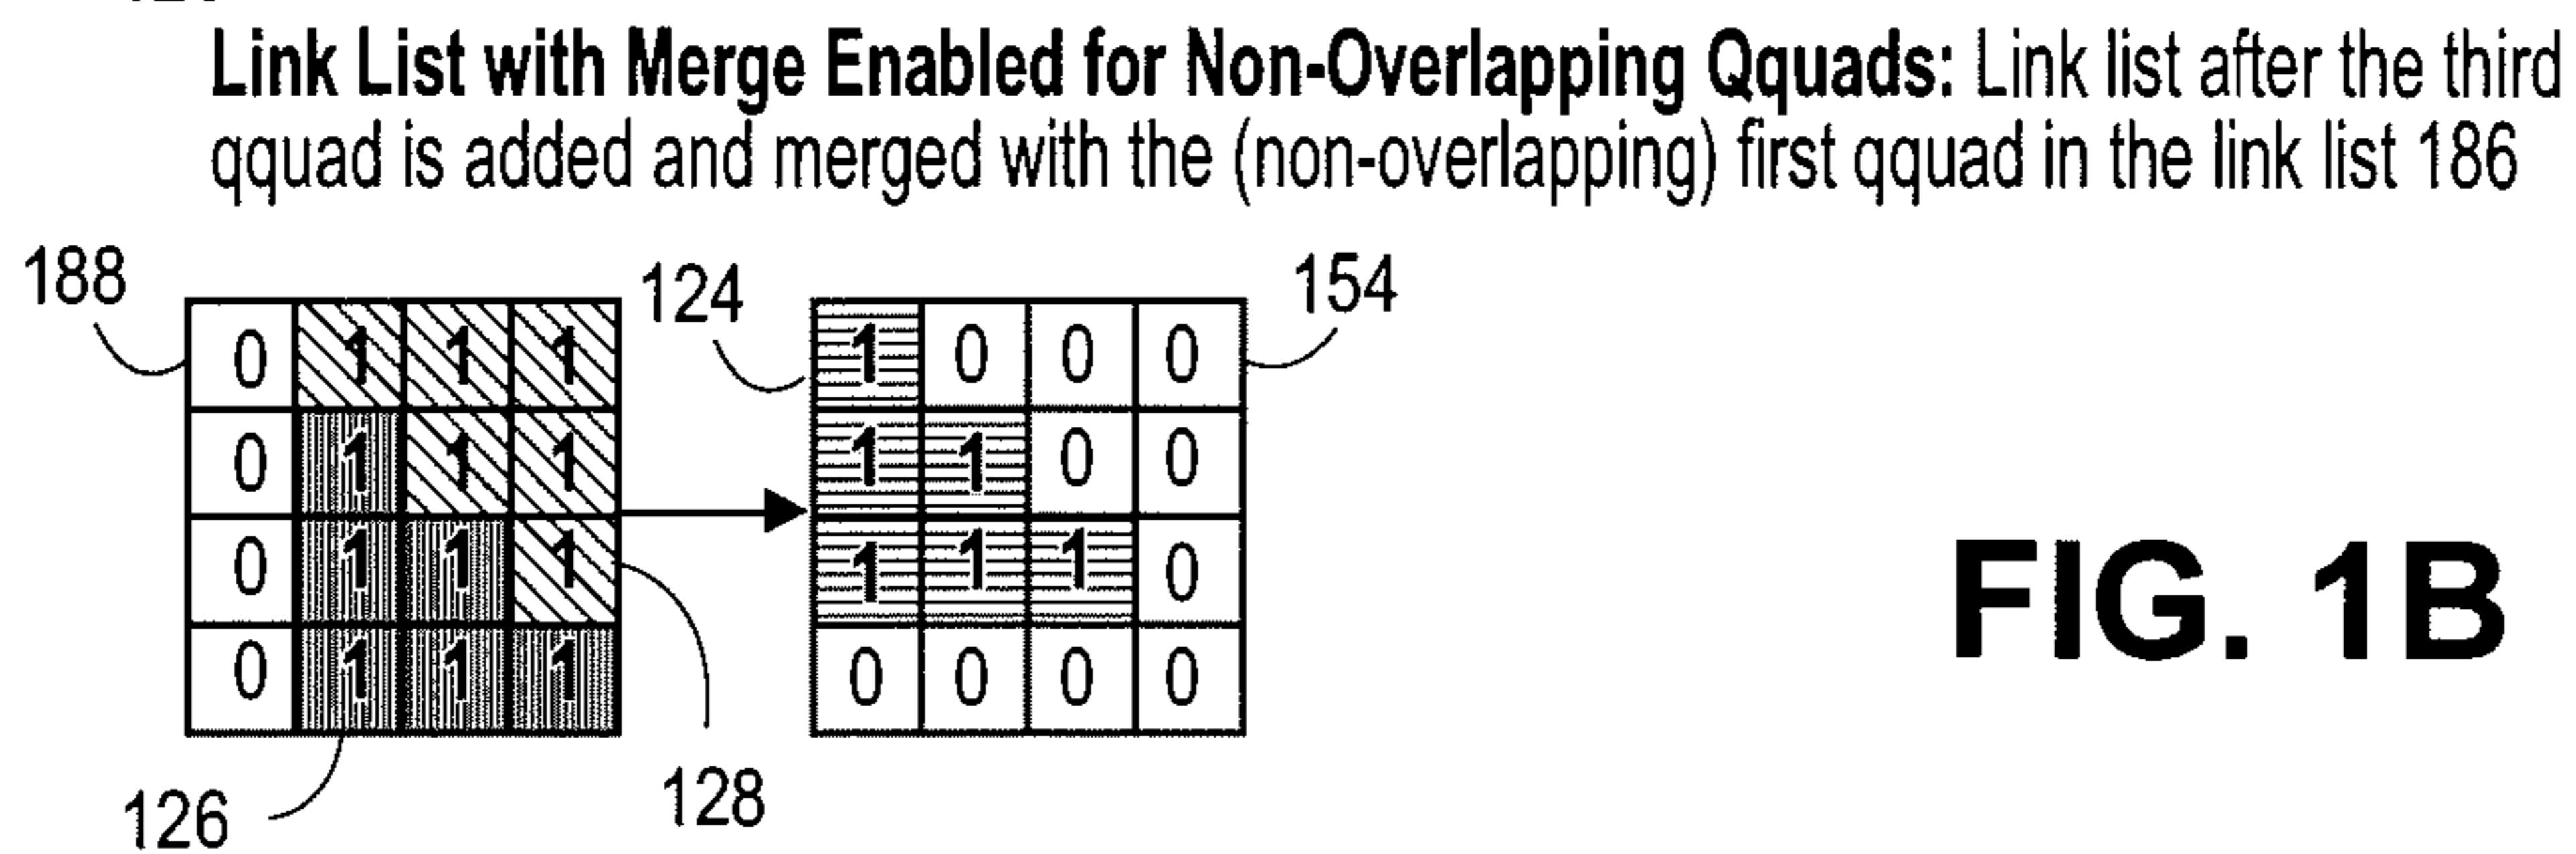 Link List with Merge Enabled for Non-Overlapping Qquads: Link list after the third
qquad is added and merged with the (non-overlapping) first qquad in the link list 186
188
124
154
0 1 1 1
1 0 0 0
0 1 1 1
1 1 0 0
0 1 1 1
1 1 1 0
0 1 1 1
0 0 0 0
126
128
FIG. 1B